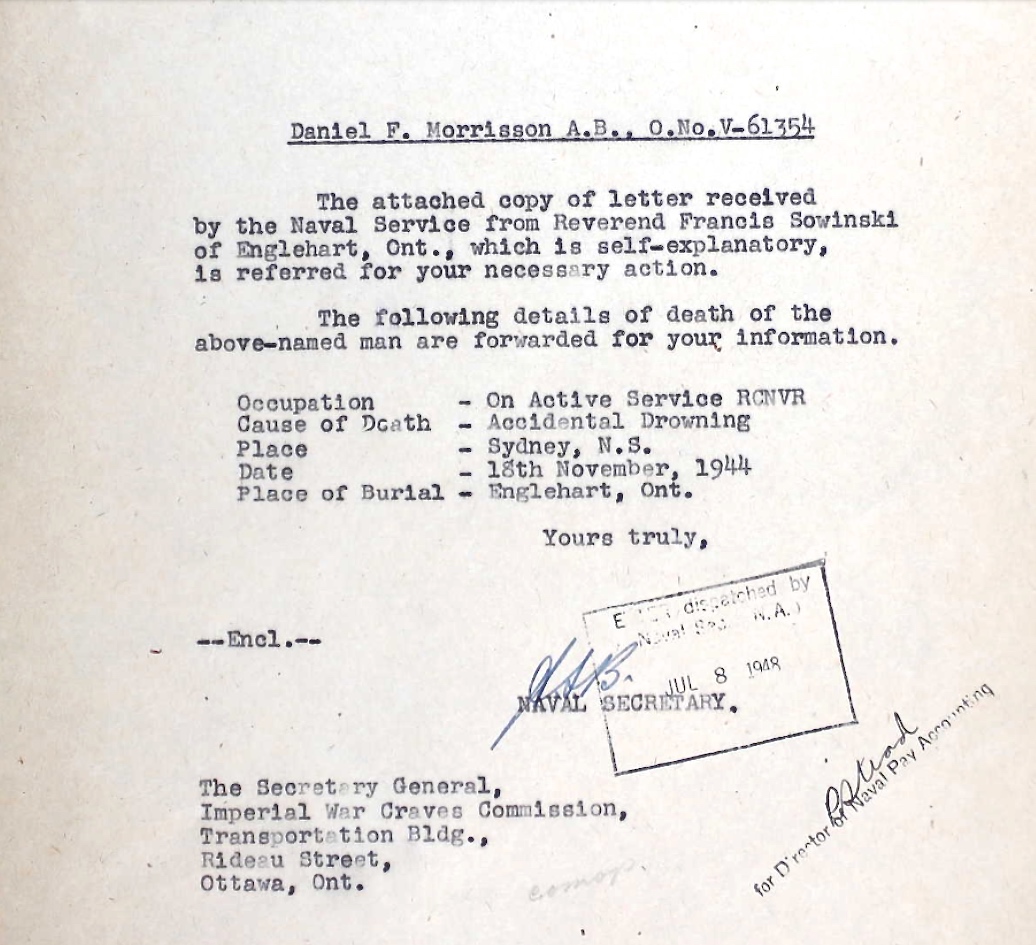 Daniel F. Morrisson A.B., O.No.V-61354
The attached copy of letter received
by the Naval Service from Reverend Francis Sowinski
of Englehart, Ont., which is self-explanatory,
is referred for your necessary action.
The following details of death of the
above-named man are forwarded for your information.
Occupation - On Active Service RCNVR
Cause of Death - Accidental Drowning
Place - Sydney, N.S.
Date - 18th November, 1944
Place of Burial - Englehart, Ont.
Yours truly,
dispatched by
Naval N.A.)
JUL 8 1948
--Encl.--
NAVAL SECRETARY.
for Director of Naval Pay Accounting
The Secretary General,
Imperial War Craves Commission,
Transportation Bldg.,
Rideau Street,
Ottawa, Ont.